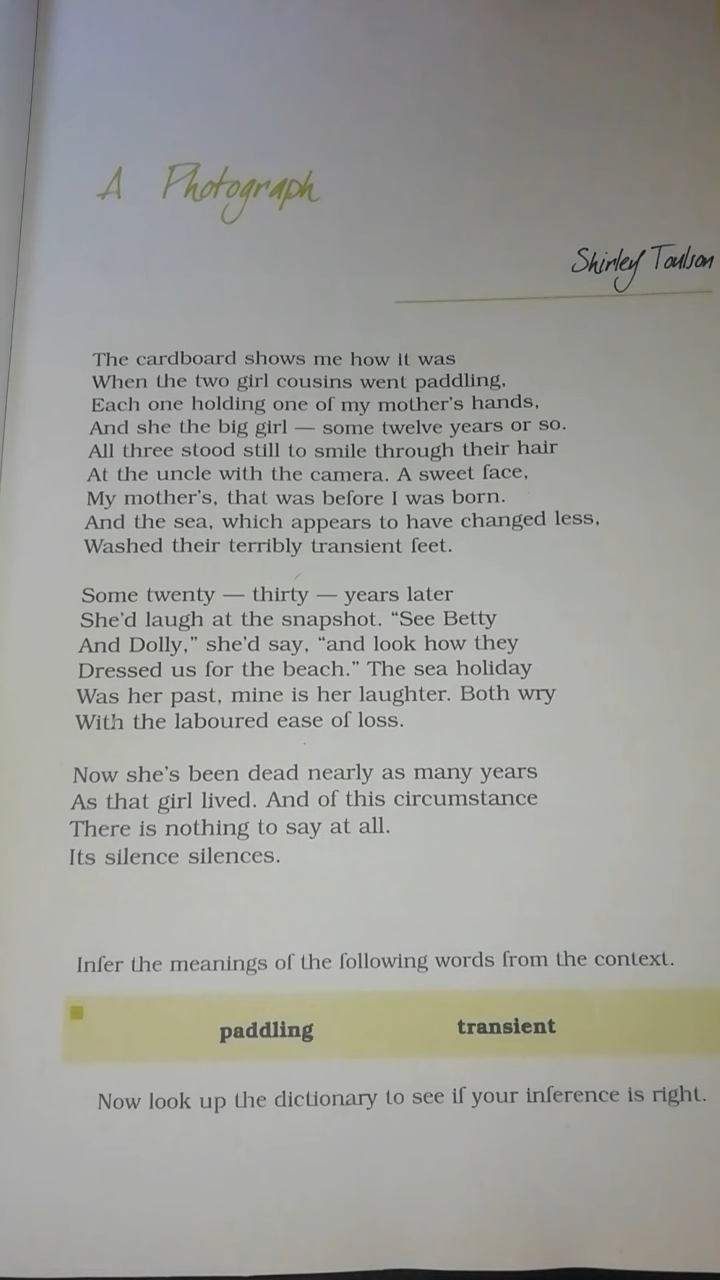 A Photograph
Shirley Toulson
The cardboard shows me how it was
When the two girl cousins went paddling,
Each one holding one of my mother's hands,
And she the big girl — some twelve years or so.
All three stood still to smile through their hair
At the uncle with the camera. A sweet face,
My mother's, that was before I was born.
And the sea, which appears to have changed less,
Washed their terribly transient feet.
Some twenty — thirty — years later
She'd laugh at the snapshot. “See Betty
And Dolly,” she'd say, “and look how they
Dressed us for the beach.” The sea holiday
Was her past, mine is her laughter. Both wry
With the laboured ease of loss.
Now she's been dead nearly as many years
As that girl lived. And of this circumstance
There is nothing to say at all.
Its silence silences.
Infer the meanings of the following words from the context.
paddling transient
Now look up the dictionary to see if your inference is right.